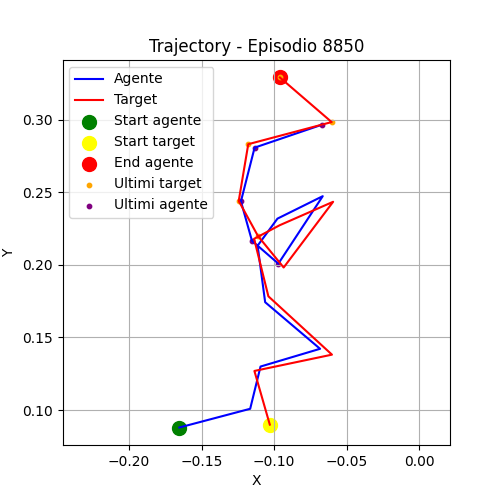 Trajectory - Episodio 8850
Agente
Target
Start agente
Start target
End agente
Ultimi target
Ultimi agente
0.30
0.25
0.20
0.15
0.10
Y
−0.20
−0.15
−0.10
−0.05
0.00
X